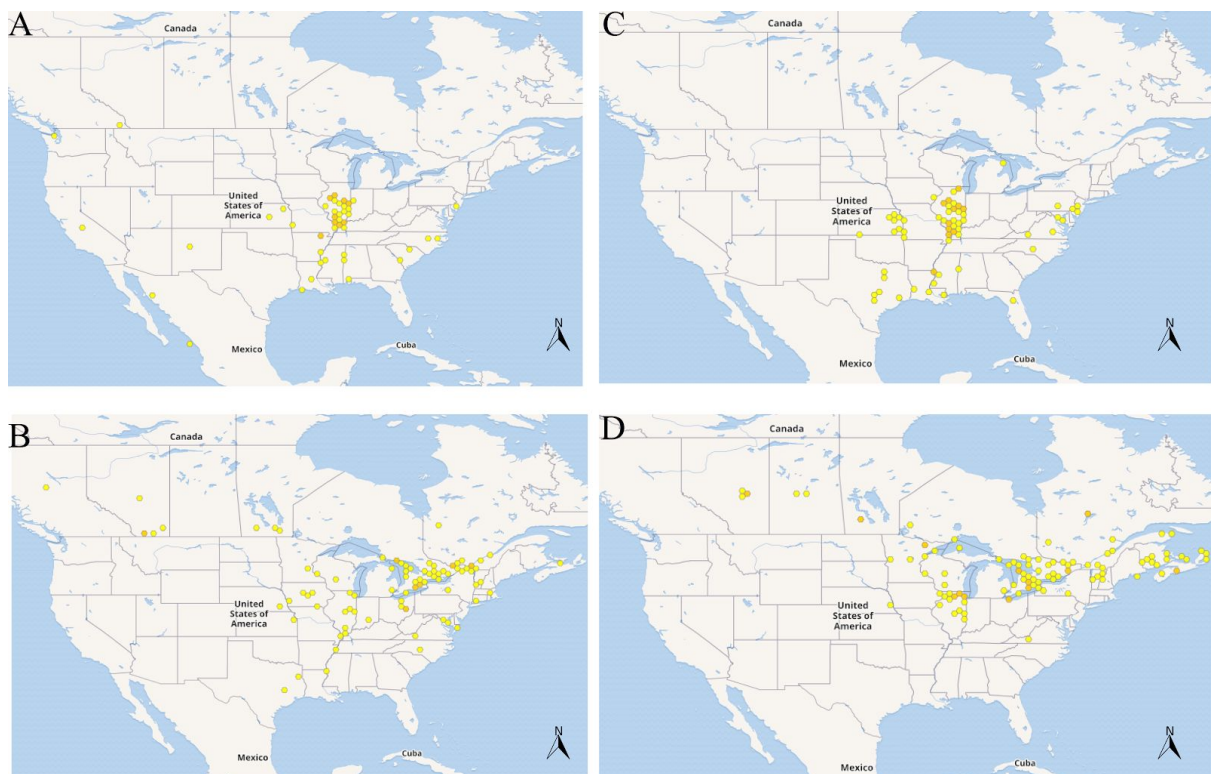 A
Canada
United
States of
America
Mexico
Cuba
N
C
Canada
United
States of
America
Mexico
Cuba
N
B
Canada
United
States of
America
Mexico
Cuba
N
D
Canada
United
States of
America
Mexico
Cuba
N